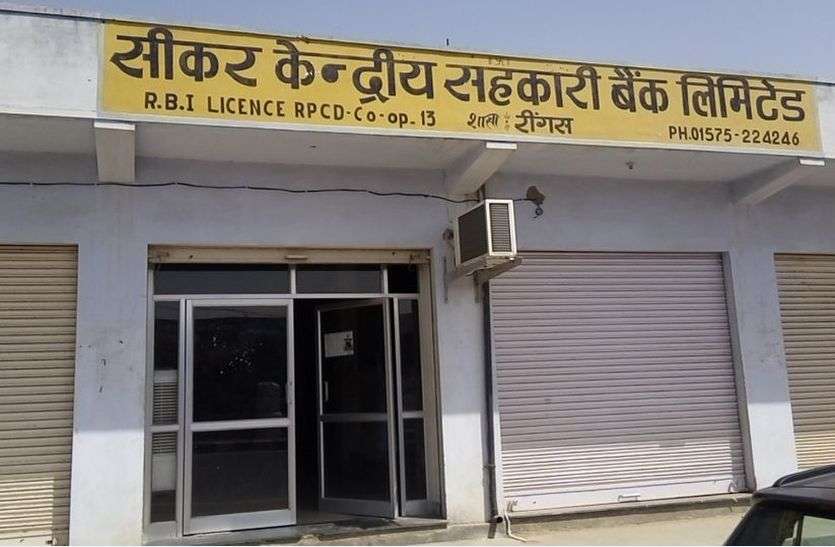 सीकर केन्द्रीय सहकारी बैंक लिमिटेड
R.B.I LICENCE RPCD-Co-op. 13 शाखा : रींगस PH.01575-224246